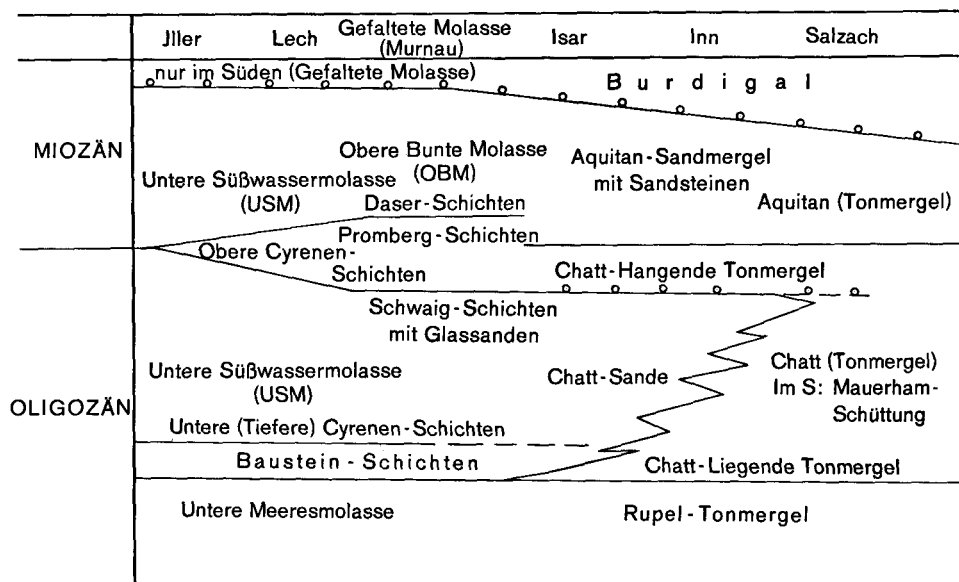 Jller Lech Gefaltete Molasse (Murnau) Isar Inn Salzach
nur im Süden (Gefaltete Molasse)
Burdigal
MIOZÄN
Obere Bunte Molasse
(OBM)
Aquitan-Sandmergel
mit Sandsteinen
Untere Süßwassermolasse
(USM)
Daser-Schichten
Aquitan (Tonmergel)
Promberg-Schichten
Obere Cyrenen-
Schichten
Chatt-Hangende Tonmergel
Schwaig-Schichten
mit Glassanden
OLIGOZÄN
Untere Süßwassermolasse
(USM)
Chatt-Sande
Chatt (Tonmergel)
Im S: Mauerham-
Schüttung
Untere (Tiefere) Cyrenen-Schichten
Baustein-Schichten
Chatt-Liegende Tonmergel
Untere Meeresmolasse
Rupel-Tonmergel